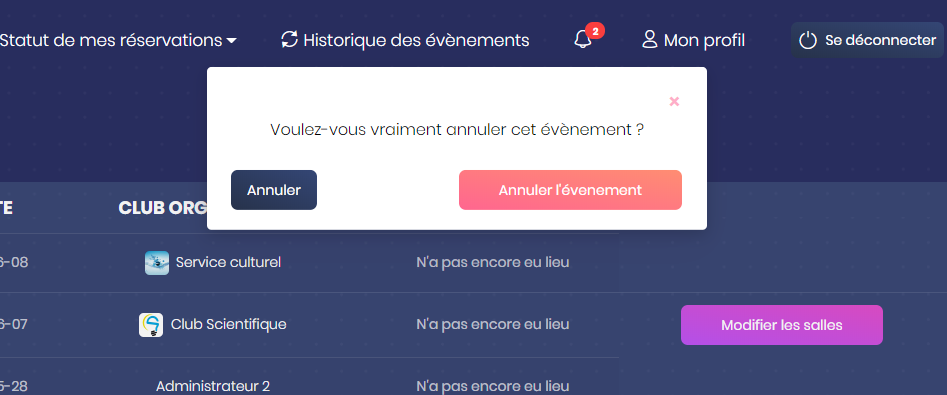 Statut de mes réservations Historique des évènements 2 Mon profil Se déconnecter
Voulez-vous vraiment annuler cet évènement ?
Annuler Annuler l'évenement
TE CLUB ORG
6-08 Service culturel N'a pas encore eu lieu
6-07 Club Scientifique N'a pas encore eu lieu Modifier les salles
5-28 Administrateur 2 N'a pas encore eu lieu